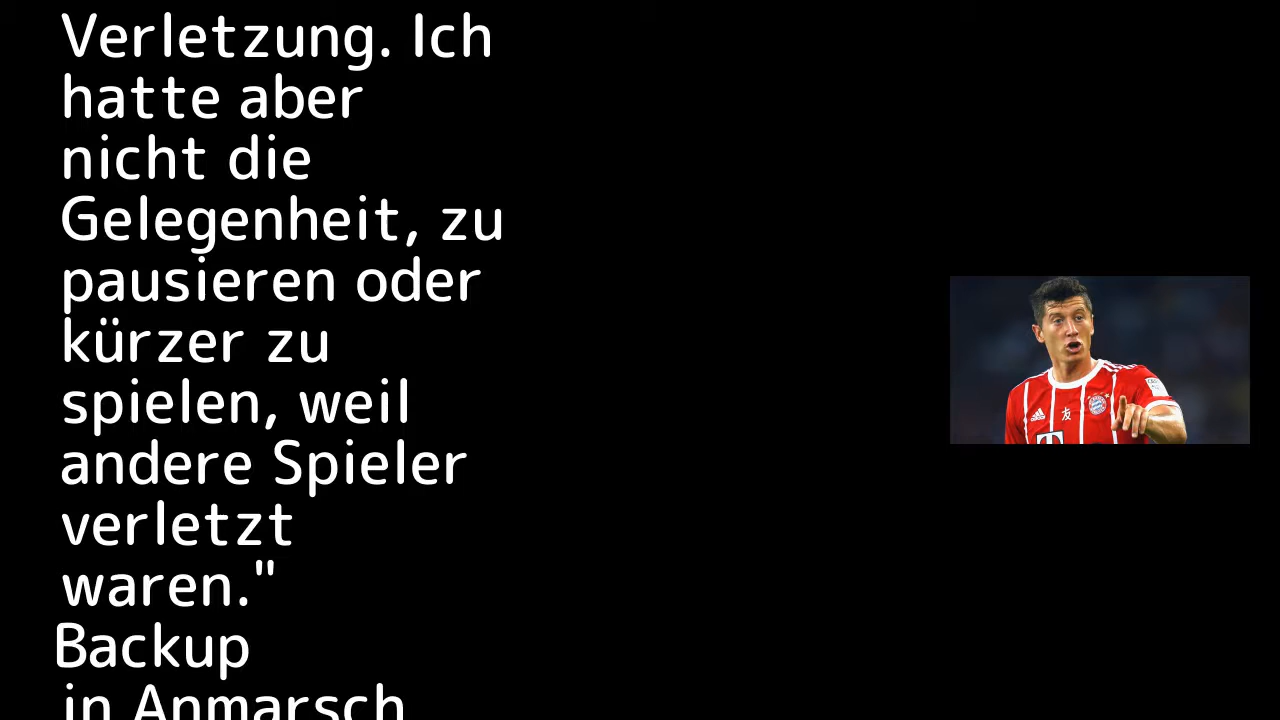 Verletzung. Ich
hatte aber
nicht die
Gelegenheit, zu
pausieren oder
kürzer zu
spielen, weil
andere Spieler
verletzt
waren."
Backup
in Anmarsch
友
T